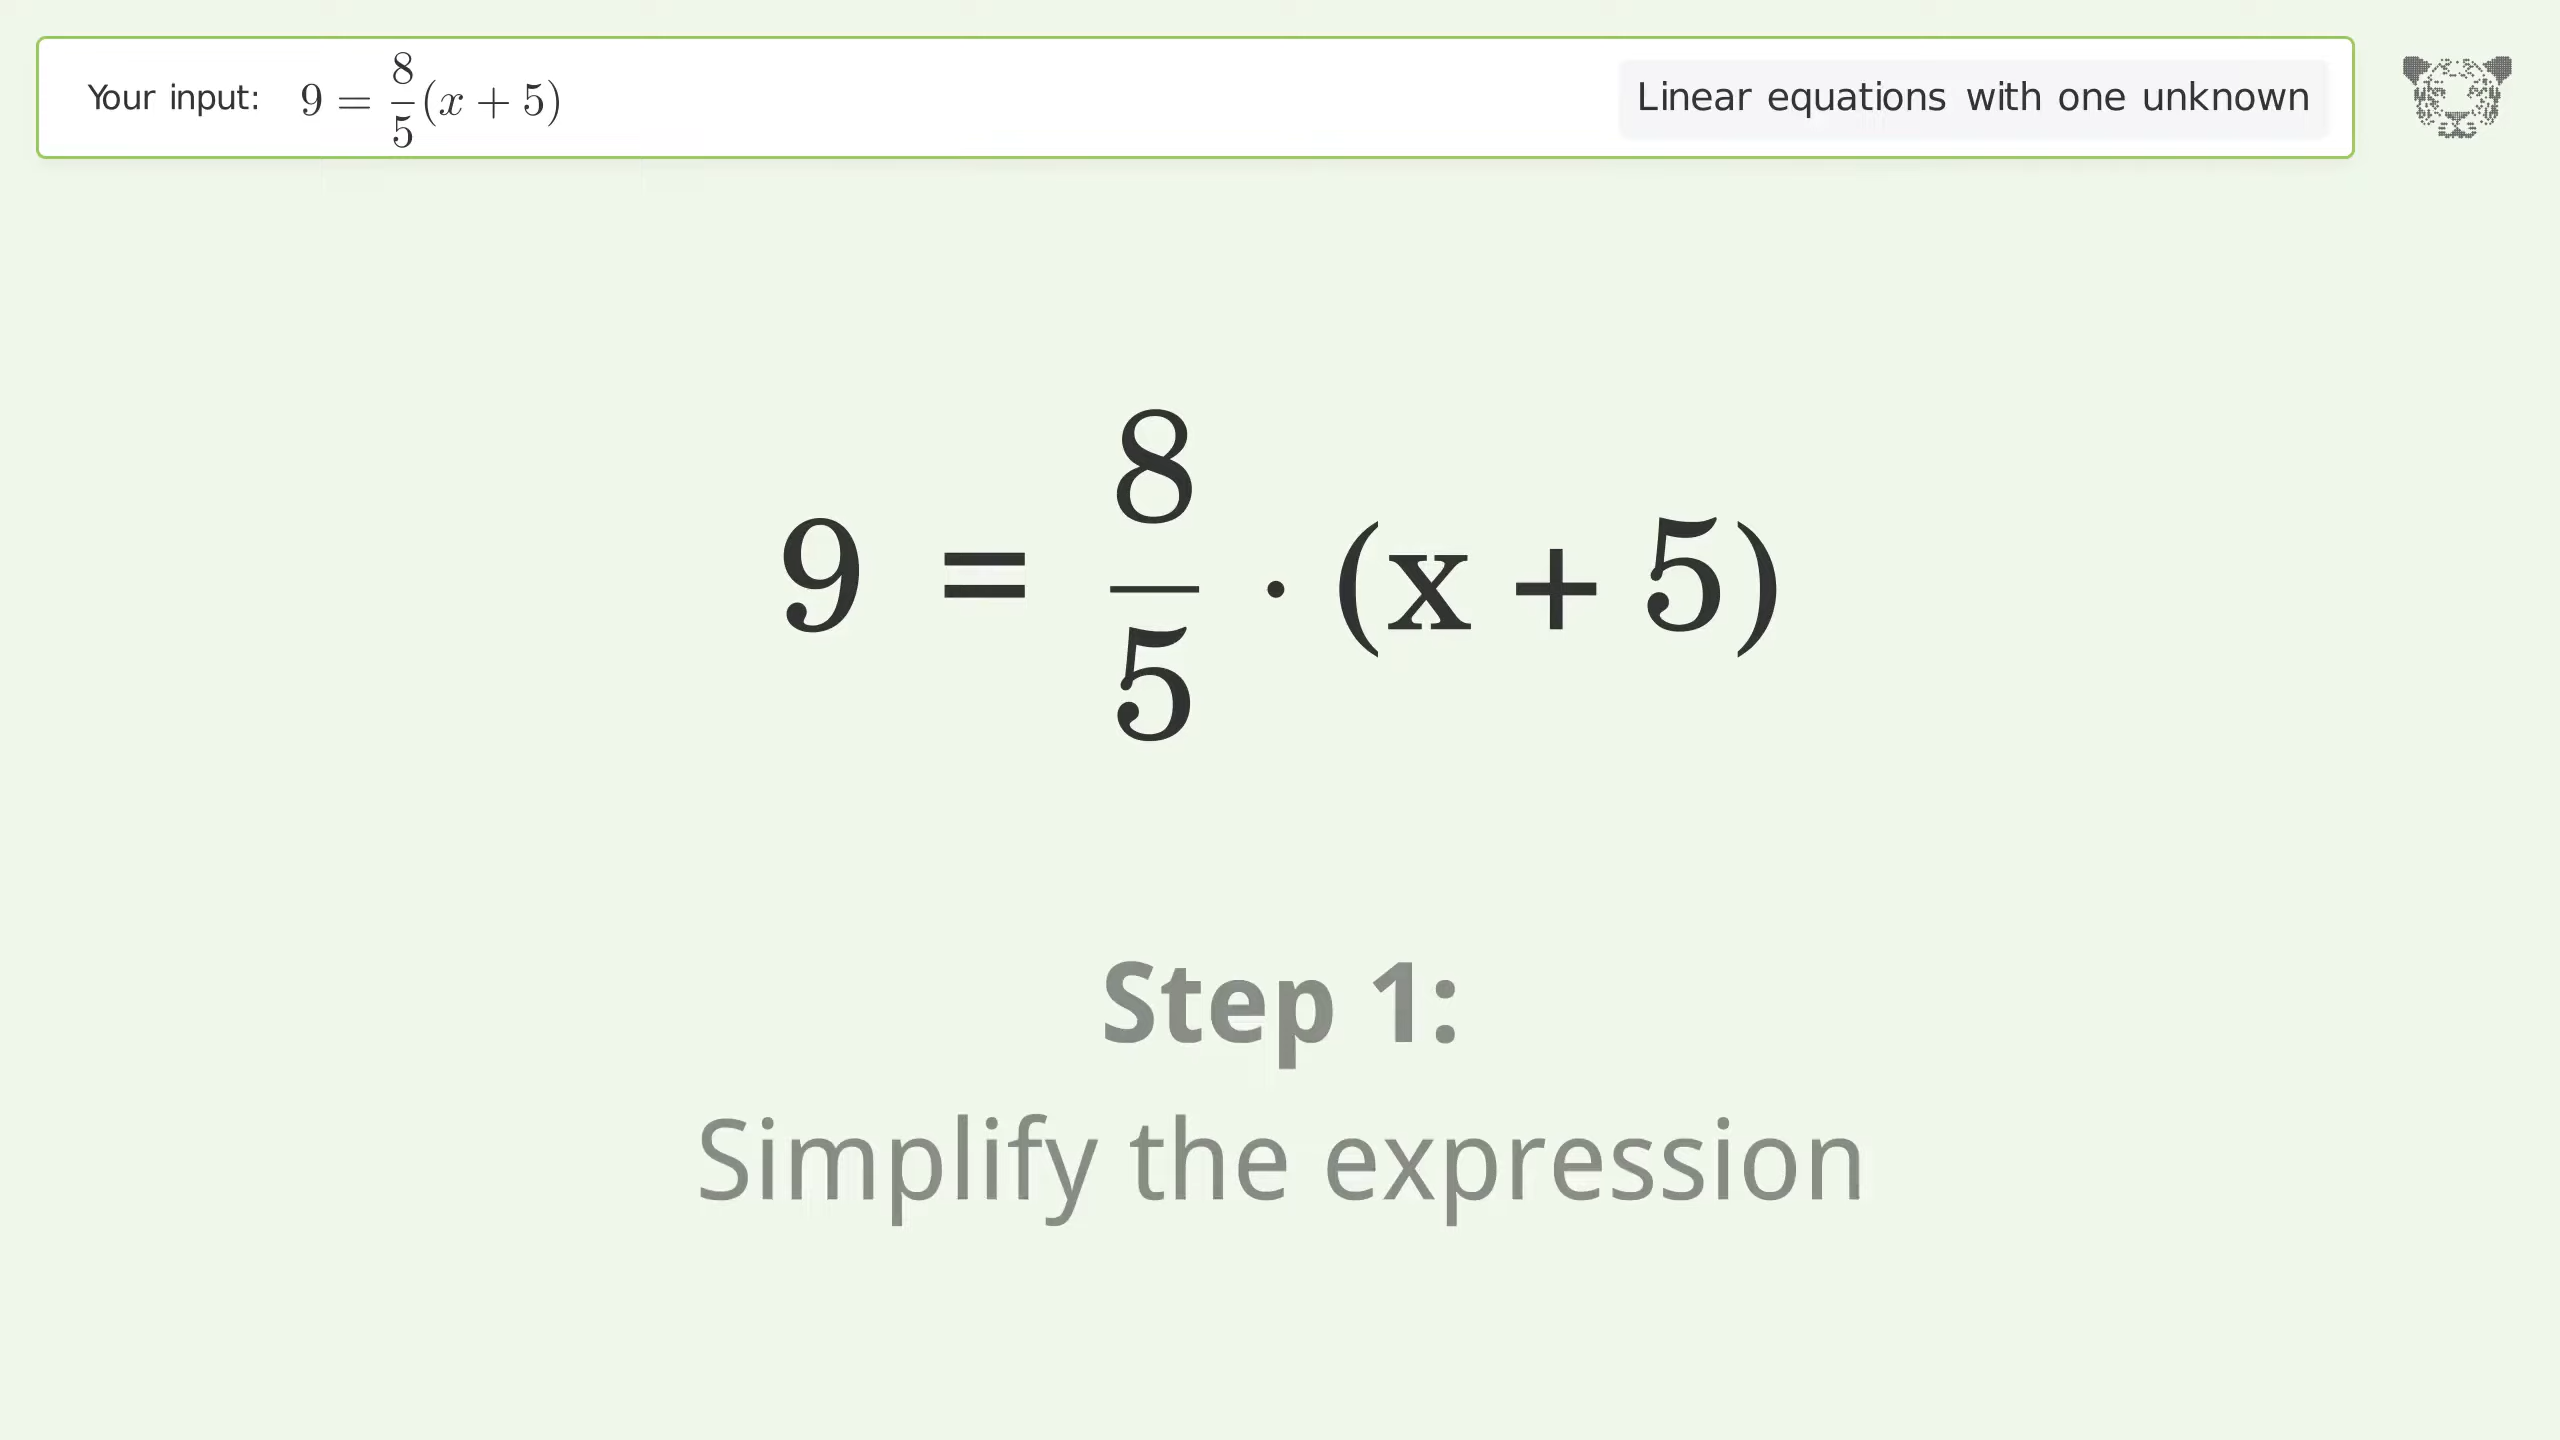 Your input: 9 = 8/5(x + 5)
Linear equations with one unknown
9 = 8/5 · (x + 5)
Step 1:
Simplify the expression